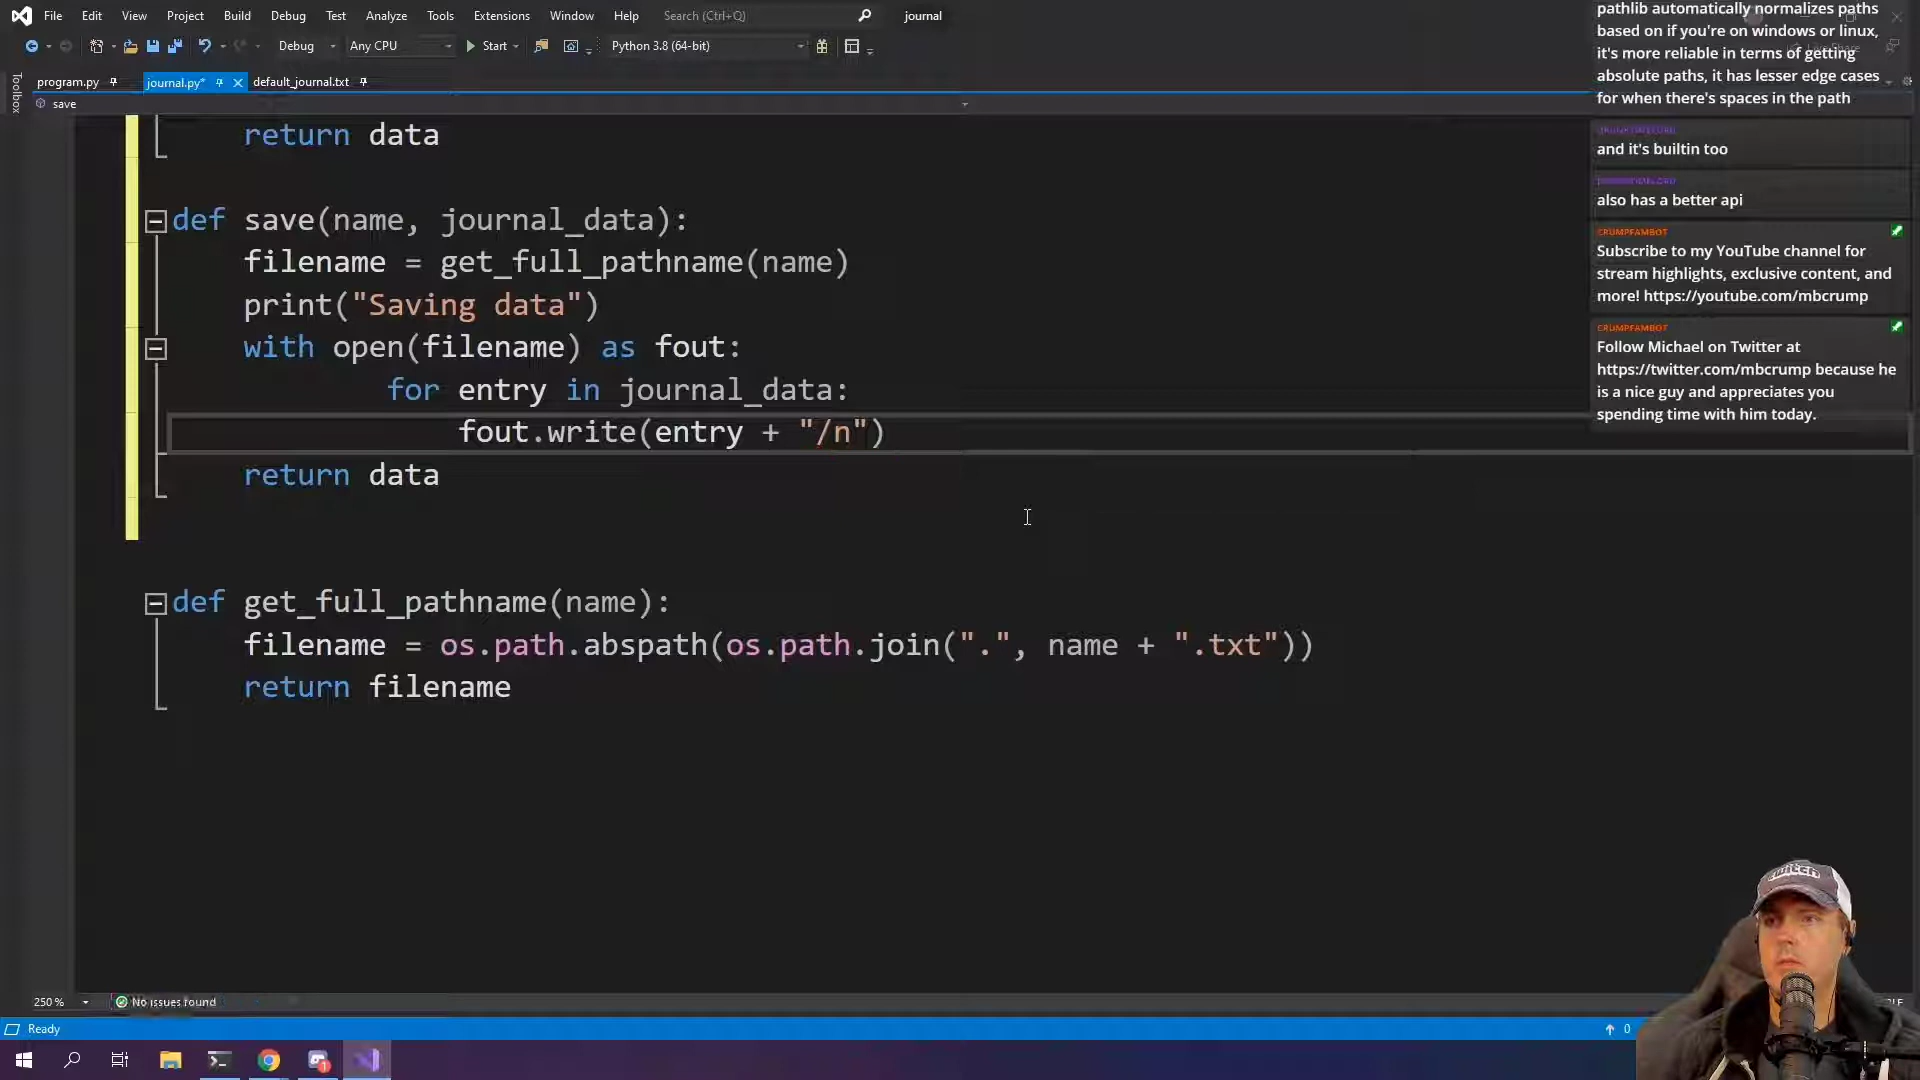 File Edit View Project Build Debug Test Analyze Tools Extensions Window Help Search (Ctrl+Q) journal
Debug Any CPU Start Python 3.8 (64-bit)
Toolbox
program.py journal.py* default_journal.txt
save
return data
def save(name, journal_data):
filename = get_full_pathname(name)
print("Saving data")
with open(filename) as fout:
for entry in journal_data:
fout.write(entry + "/n")
return data
def get_full_pathname(name):
filename = os.path.abspath(os.path.join(".", name + ".txt"))
return filename
pathlib automatically normalizes paths
based on if you're on windows or linux,
it's more reliable in terms of getting
absolute paths, it has lesser edge cases
for when there's spaces in the path
and it's builtin too
also has a better api
CRUMPFAMBOT
Subscribe to my YouTube channel for
stream highlights, exclusive content, and
more! https://youtube.com/mbcrump
CRUMPFAMBOT
Follow Michael on Twitter at
https://twitter.com/mbcrump because he
is a nice guy and appreciates you
spending time with him today.
twitch
250 % No issues found
Ready 0
1